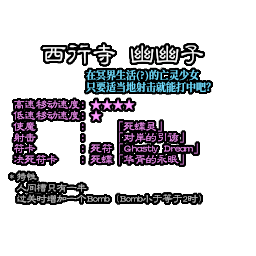 西行寺 幽幽子
在冥界生活(?)的亡灵少女
只要适当地射击就能打中吧?
高速移动速度：★★★★
低速移动速度：★
使魔 ：「死蝶灵」
射击 ：「对岸的引诱」
符卡 ：死符「Ghastly Dream」
决死符卡 ：死蝶「华胥的永眠」
*特性
人间槽只有一半
过关时增加一个Bomb（Bomb小于等于2时）